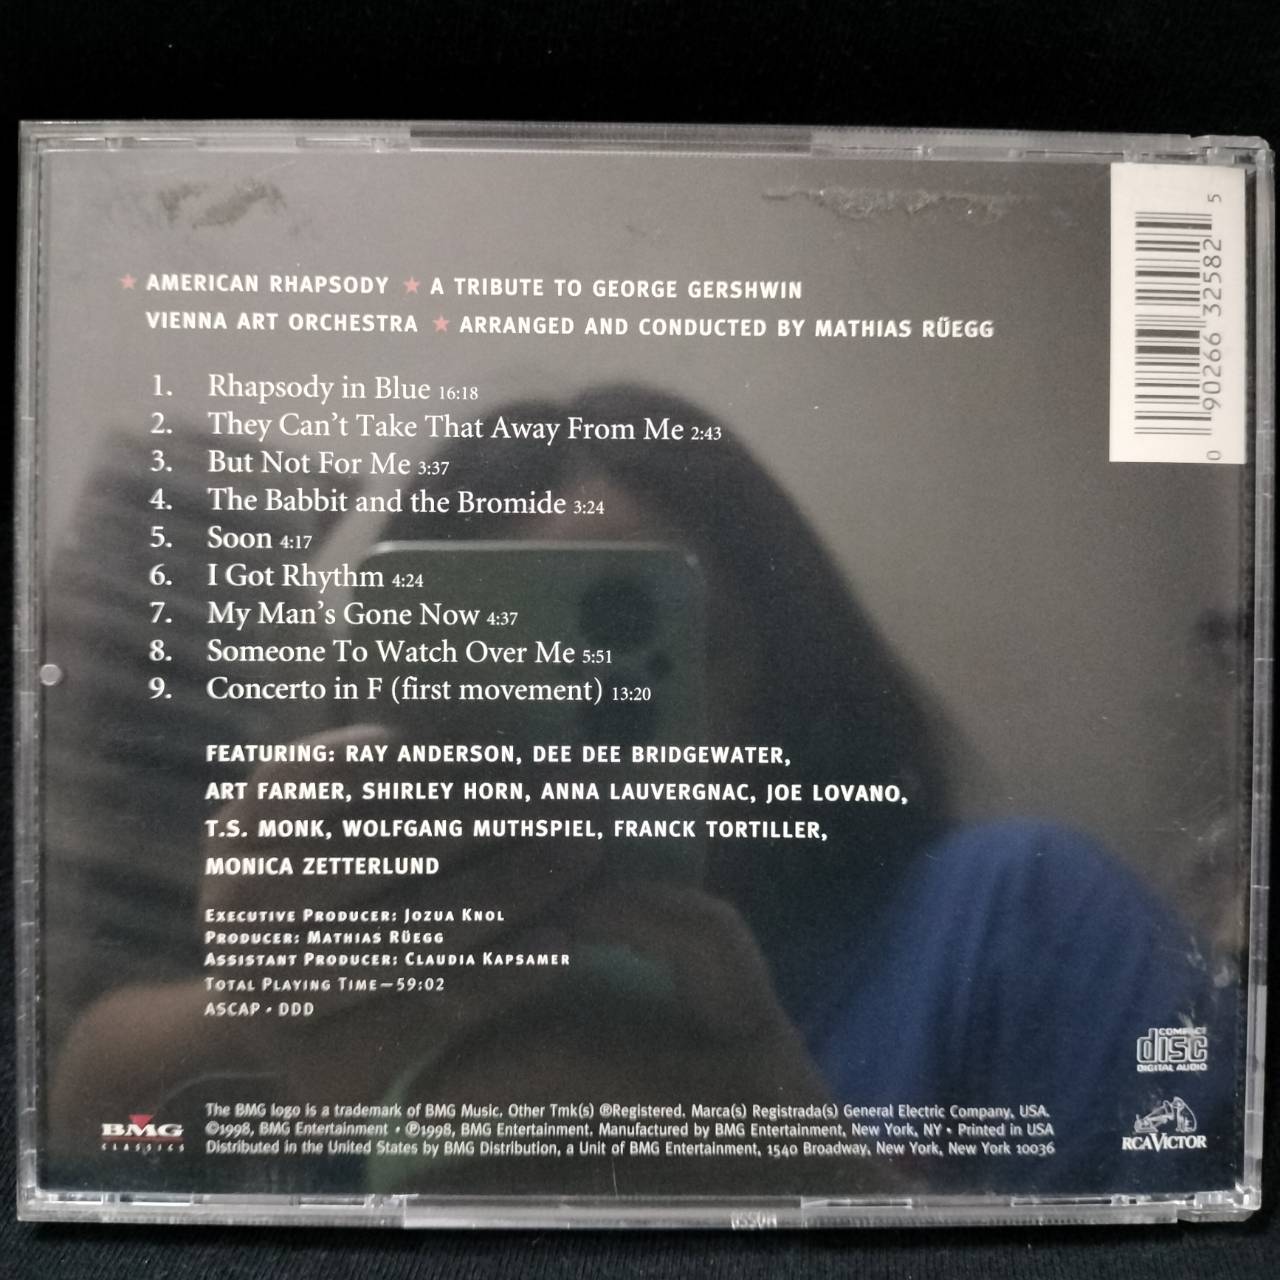 ★ AMERICAN RHAPSODY ★ A TRIBUTE TO GEORGE GERSHWIN
VIENNA ART ORCHESTRA ★ ARRANGED AND CONDUCTED BY MATHIAS RÜEGG
1. Rhapsody in Blue 16:18
2. They Can't Take That Away From Me 2:43
3. But Not For Me 3:37
4. The Babbit and the Bromide 3:24
5. Soon 4:17
6. I Got Rhythm 4:24
7. My Man's Gone Now 4:37
8. Someone To Watch Over Me 5:51
9. Concerto in F (first movement) 13:20
FEATURING: RAY ANDERSON, DEE DEE BRIDGEWATER,
ART FARMER, SHIRLEY HORN, ANNA LAUVERGNAC, JOE LOVANO,
T.S. MONK, WOLFGANG MUTHSPIEL, FRANCK TORTILLER,
MONICA ZETTERLUND
EXECUTIVE PRODUCER: JOZUA KNOL
PRODUCER: MATHIAS RÜEGG
ASSISTANT PRODUCER: CLAUDIA KAPSAMER
TOTAL PLAYING TIME—59:02
ASCAP · DDD
0 90266 32582 5
COMPACT
disc
DIGITAL AUDIO
BMG
CLASSICS
The BMG logo is a trademark of BMG Music. Other Tmk(s) ®Registered. Marca(s) Registrada(s) General Electric Company, USA.
©1998, BMG Entertainment · ℗1998, BMG Entertainment. Manufactured by BMG Entertainment, New York, NY · Printed in USA
Distributed in the United States by BMG Distribution, a Unit of BMG Entertainment, 1540 Broadway, New York, New York 10036
RCA VICTOR